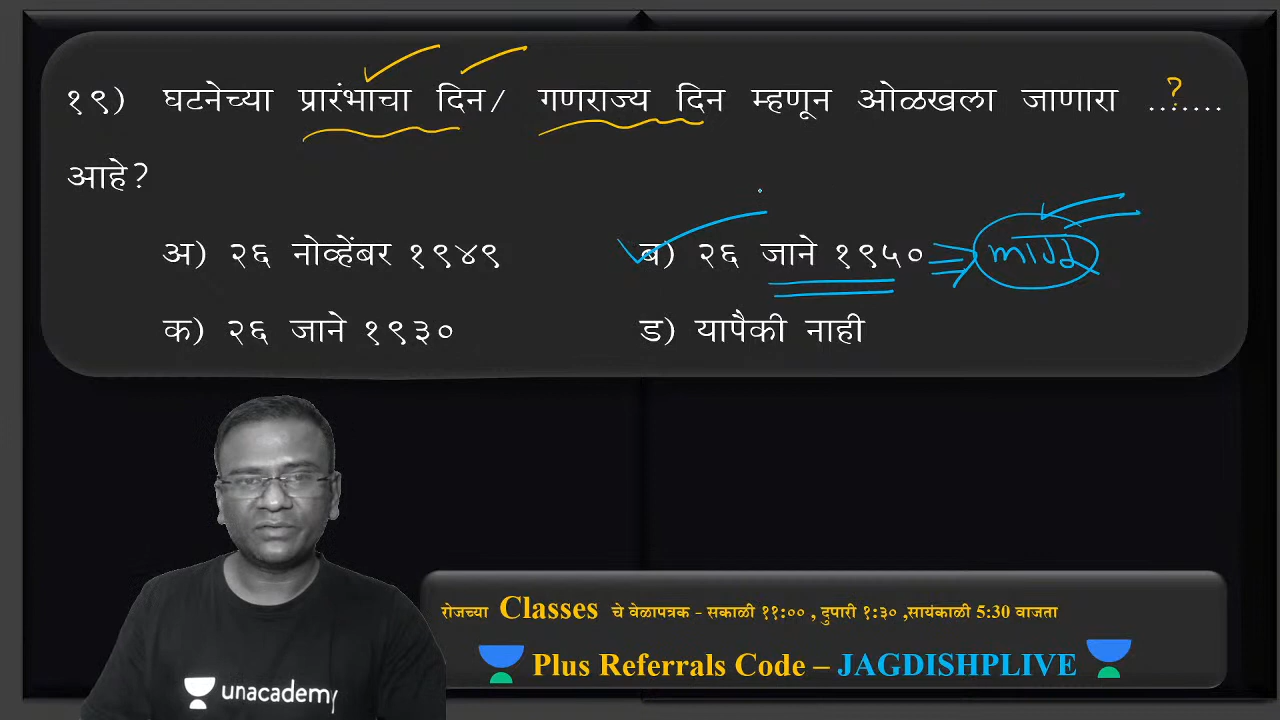 १९) घटनेच्या प्रारंभाचा दिन/ गणराज्य दिन म्हणून ओळखला जाणारा .......
?
आहे?
अ) २६ नोव्हेंबर १९४९
ब) २६ जाने १९५०
क) २६ जाने १९३०
ड) यापैकी नाही
रोजच्या Classes चे वेळापत्रक - सकाळी ११:०० , दुपारी १:३० ,सायंकाळी 5:30 वाजता
Plus Referrals Code – JAGDISHPLIVE
unacademy